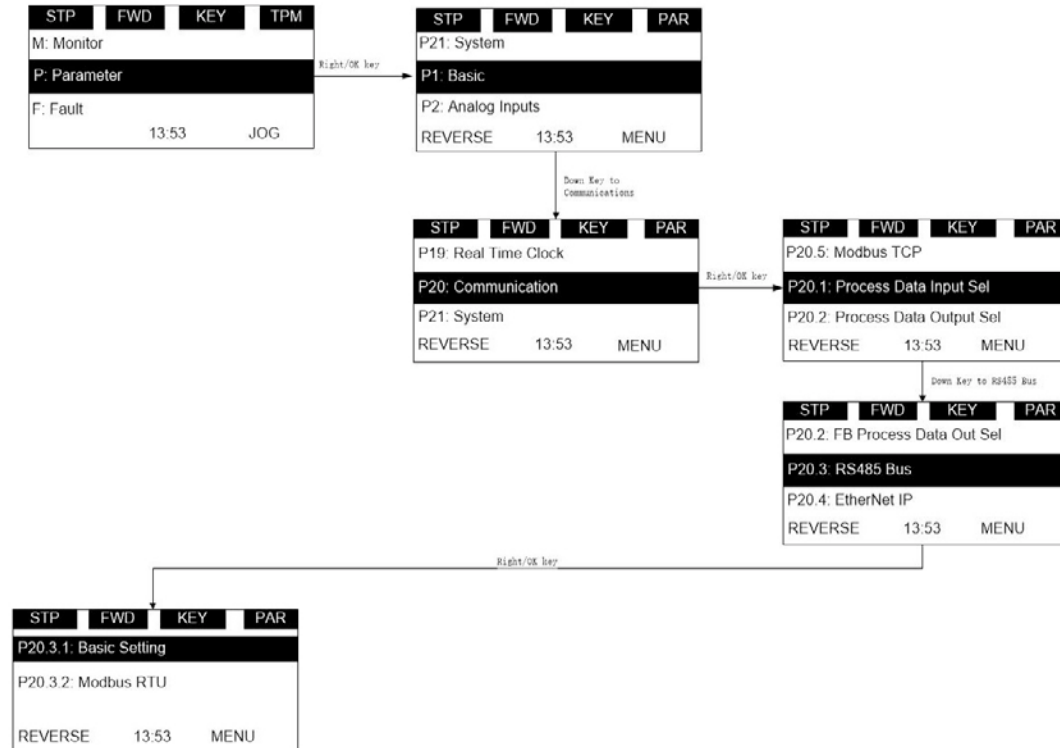 STP FWD KEY TPM
M: Monitor
P: Parameter
F: Fault
13:53 JOG
Right/OK key
STP FWD KEY PAR
P21: System
P1: Basic
P2: Analog Inputs
REVERSE 13:53 MENU
Down Key to
Communications
STP FWD KEY PAR
P19: Real Time Clock
P20: Communication
P21: System
REVERSE 13:53 MENU
Right/OK key
STP FWD KEY PAR
P20.5: Modbus TCP
P20.1: Process Data Input Sel
P20.2: Process Data Output Sel
REVERSE 13:53 MENU
Down Key to RS485 Bus
STP FWD KEY PAR
P20.2: FB Process Data Out Sel
P20.3: RS485 Bus
P20.4: EtherNet IP
REVERSE 13:53 MENU
Right/OK key
STP FWD KEY PAR
P20.3.1: Basic Setting
P20.3.2: Modbus RTU
REVERSE 13:53 MENU